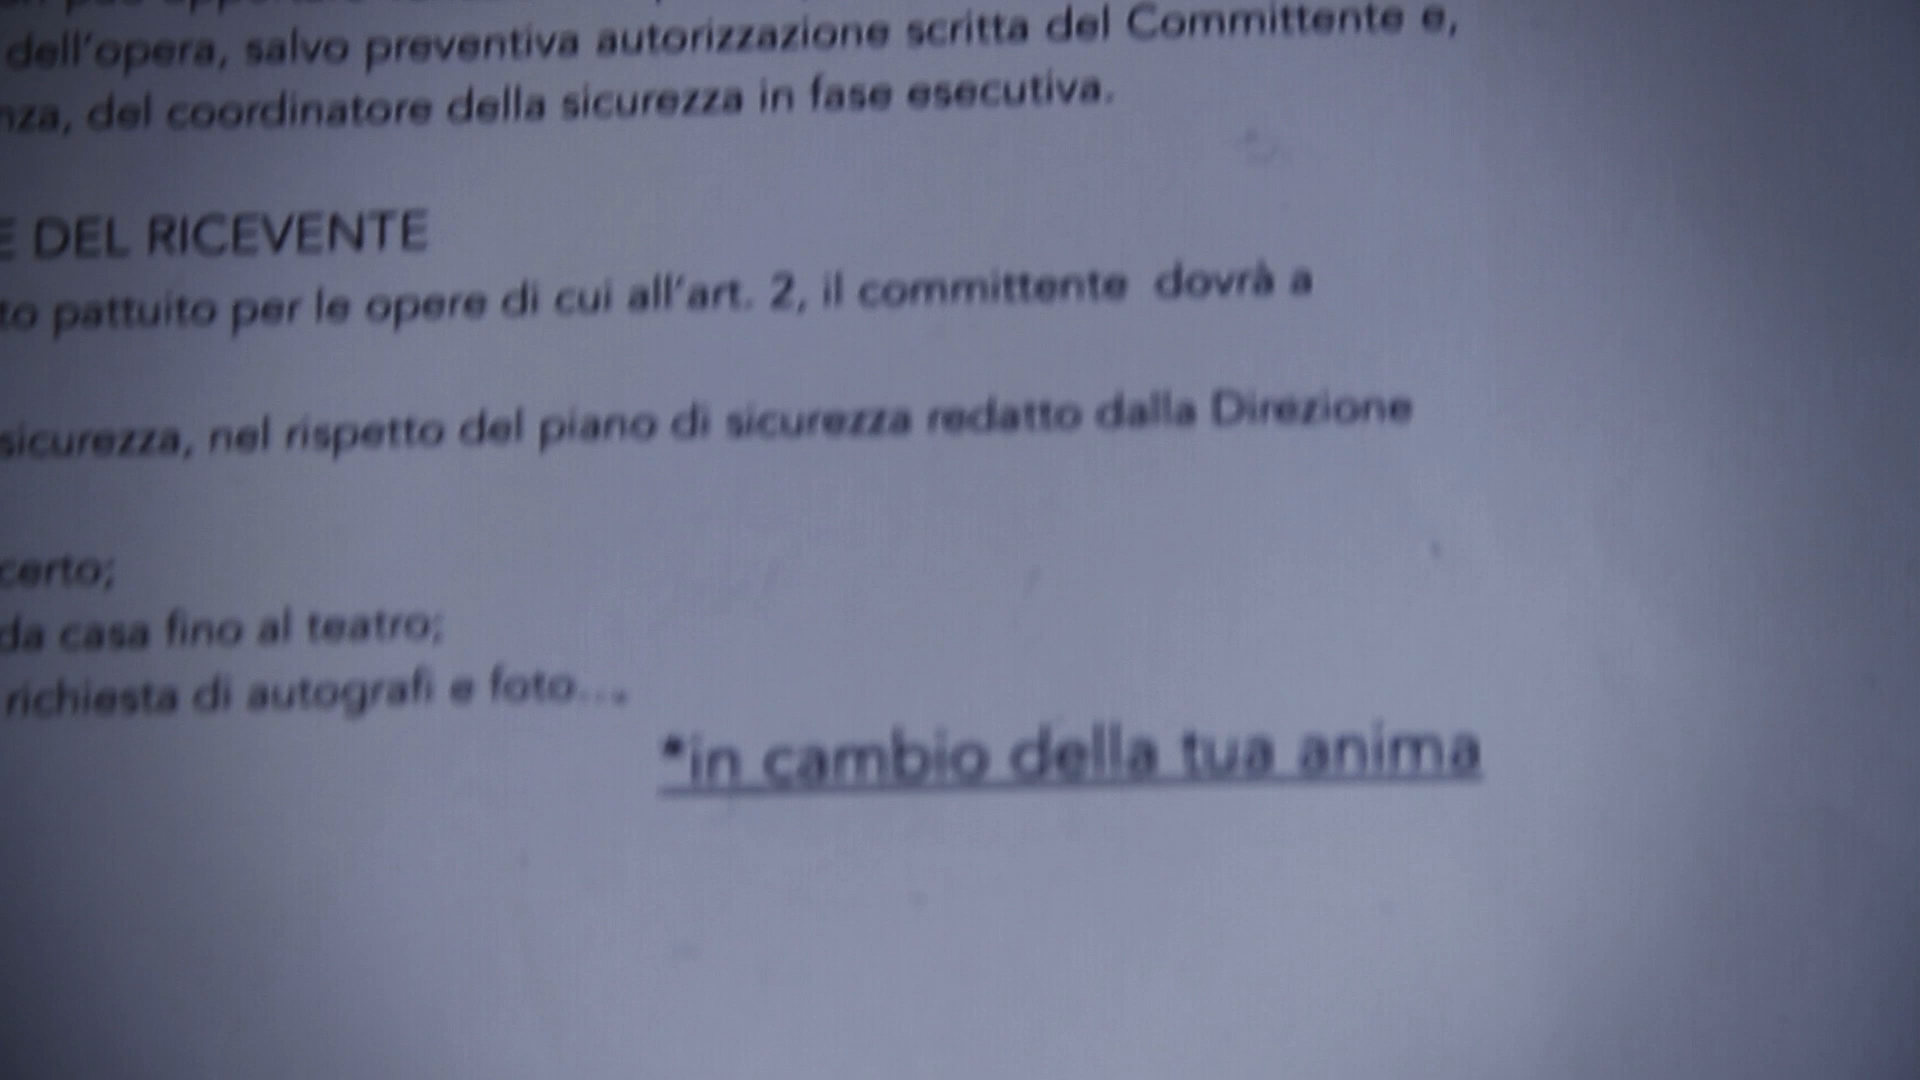 dell'opera, salvo preventiva autorizzazione scritta del Committente e,
del coordinatore della sicurezza in fase esecutiva.
DEL RICEVENTE
pattuito per le opere di cui all'art. 2, il committente dovrà a
sicurezza, nel rispetto del piano di sicurezza redatto dalla Direzione
certo;
da casa fino al teatro;
richiesta di autografi e foto...
*in cambio della tua anima